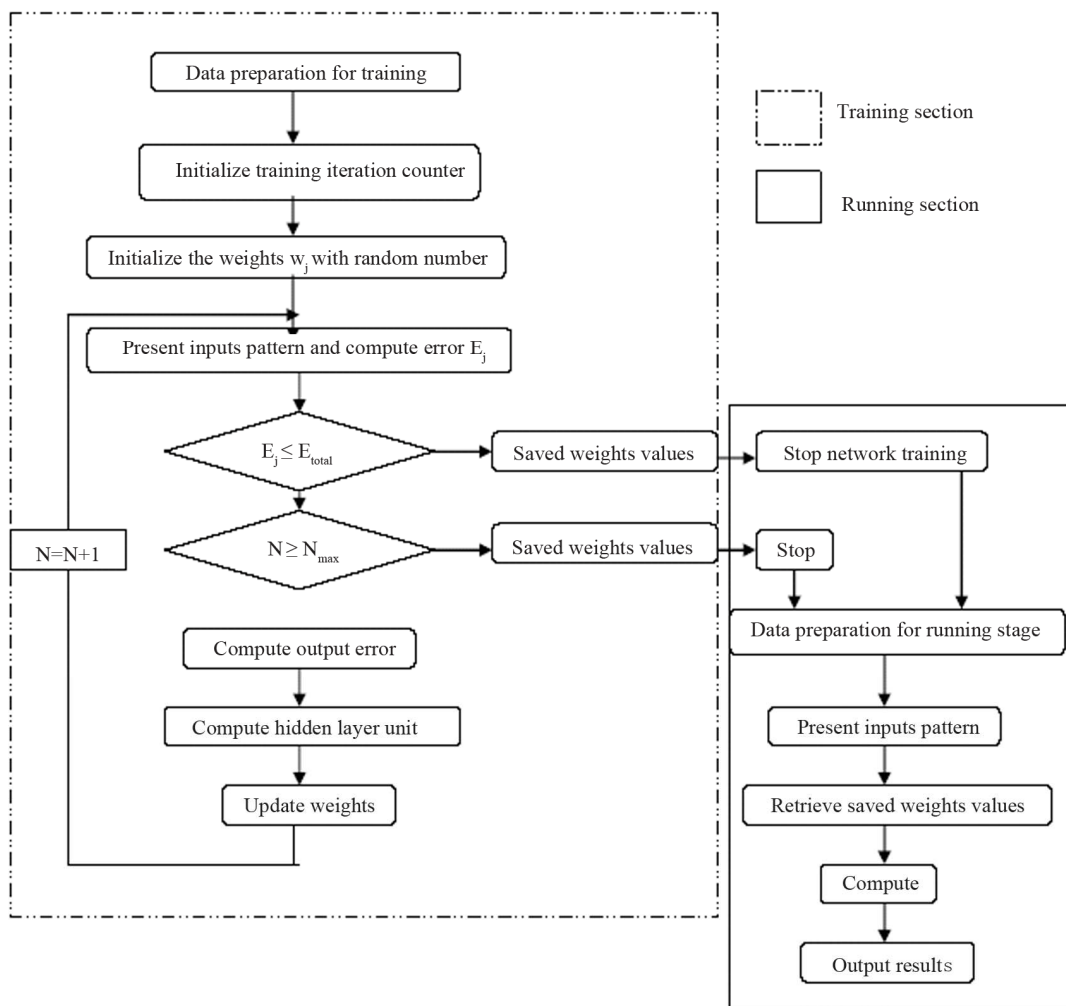 Data preparation for training
Initialize training iteration counter
Initialize the weights w_j with random number
Present inputs pattern and compute error E_j
E_j ≤ E_total
Saved weights values
N ≥ N_max
Saved weights values
N=N+1
Compute output error
Compute hidden layer unit
Update weights
Training section
Running section
Stop network training
Stop
Data preparation for running stage
Present inputs pattern
Retrieve saved weights values
Compute
Output results